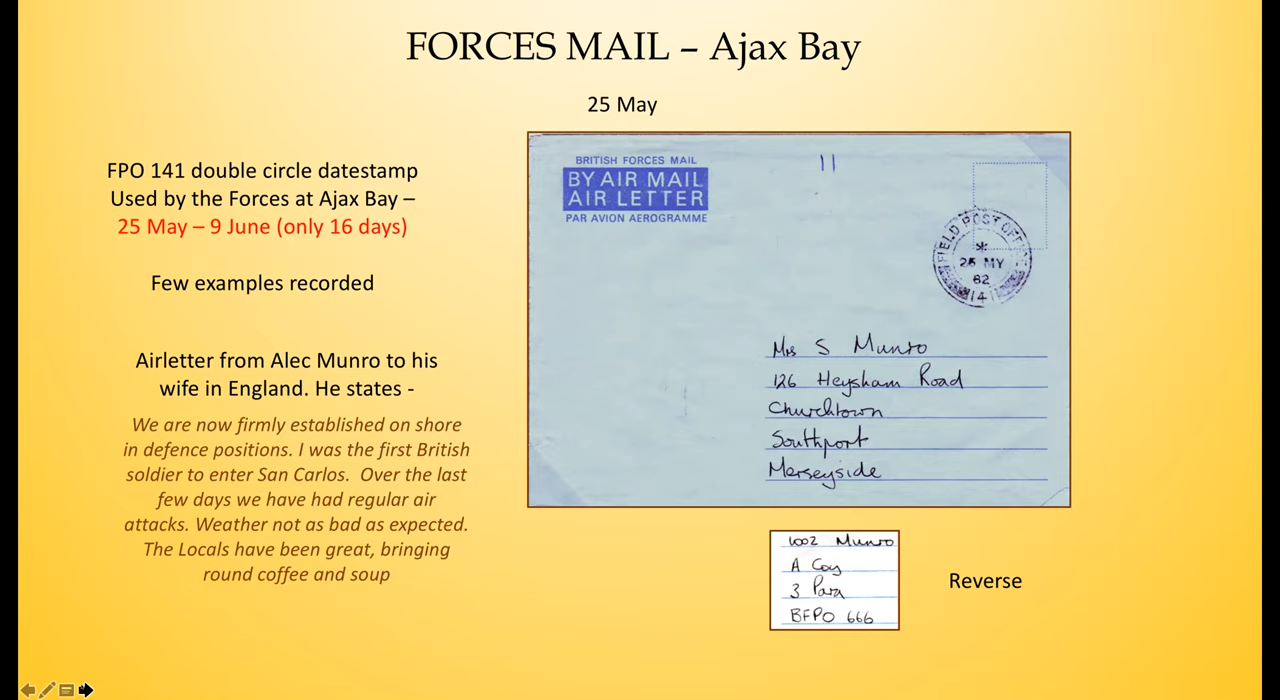 FORCES MAIL – Ajax Bay
25 May
FPO 141 double circle datestamp
Used by the Forces at Ajax Bay –
25 May – 9 June (only 16 days)
Few examples recorded
Airletter from Alec Munro to his
wife in England. He states -
We are now firmly established on shore
in defence positions. I was the first British
soldier to enter San Carlos. Over the last
few days we have had regular air
attacks. Weather not as bad as expected.
The Locals have been great, bringing
round coffee and soup
BRITISH FORCES MAIL
BY AIR MAIL
AIR LETTER
PAR AVION AEROGRAMME
11
FIELD POST OFFICE
*
MY
82
Mrs S Munro
126 Heysham Road
Churchtown
Southport
Merseyside
Munro
A Coy
3 Para
BFPO 666
Reverse